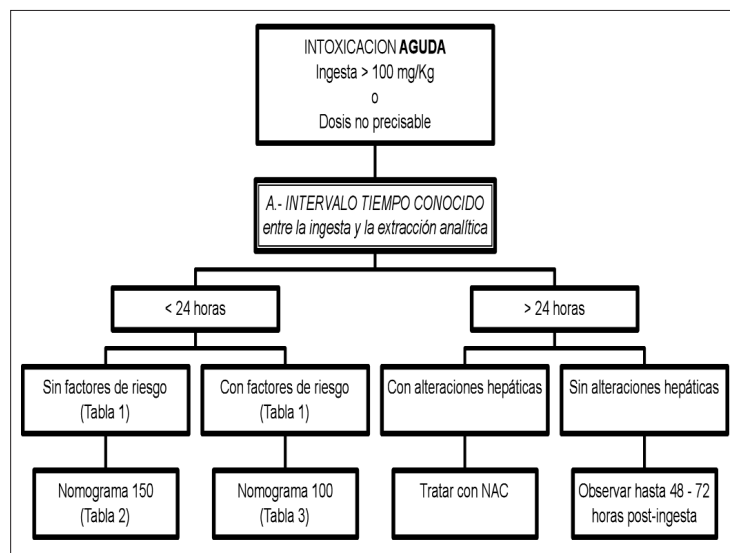 INTOXICACION AGUDA
Ingesta > 100 mg/Kg
o
Dosis no precisable
A.- INTERVALO TIEMPO CONOCIDO
entre la ingesta y la extracción analítica
< 24 horas
> 24 horas
Sin factores de riesgo
(Tabla 1)
Con factores de riesgo
(Tabla 1)
Con alteraciones hepáticas
Sin alteraciones hepáticas
Nomograma 150
(Tabla 2)
Nomograma 100
(Tabla 3)
Tratar con NAC
Observar hasta 48 - 72
horas post-ingesta